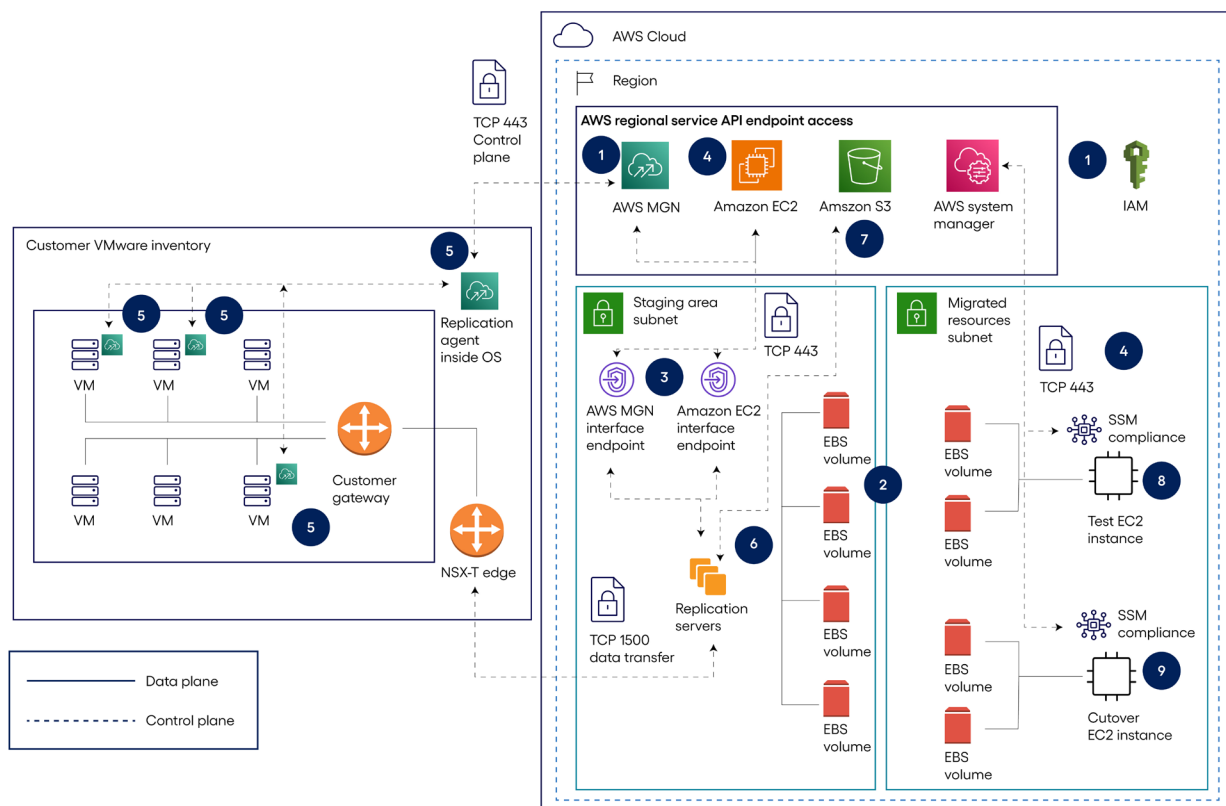 AWS Cloud
Region
TCP 443
Control
plane
AWS regional service API endpoint access
1
4
1
AWS MGN
Amazon EC2
Amszon S3
AWS system
manager
IAM
7
Customer VMware inventory
5
Replication
agent
inside OS
5
5
VM
VM
VM
Customer
gateway
VM
VM
VM
5
NSX-T edge
Staging area
subnet
TCP 443
3
AWS MGN
interface
endpoint
Amazon EC2
interface
endpoint
EBS
volume
2
EBS
volume
6
Replication
servers
TCP 1500
data transfer
EBS
volume
EBS
volume
Migrated
resources
subnet
TCP 443
4
SSM
compliance
EBS
volume
8
EBS
volume
Test EC2
instance
SSM
compliance
EBS
volume
9
EBS
volume
Cutover
EC2 instance
Data plane
Control plane